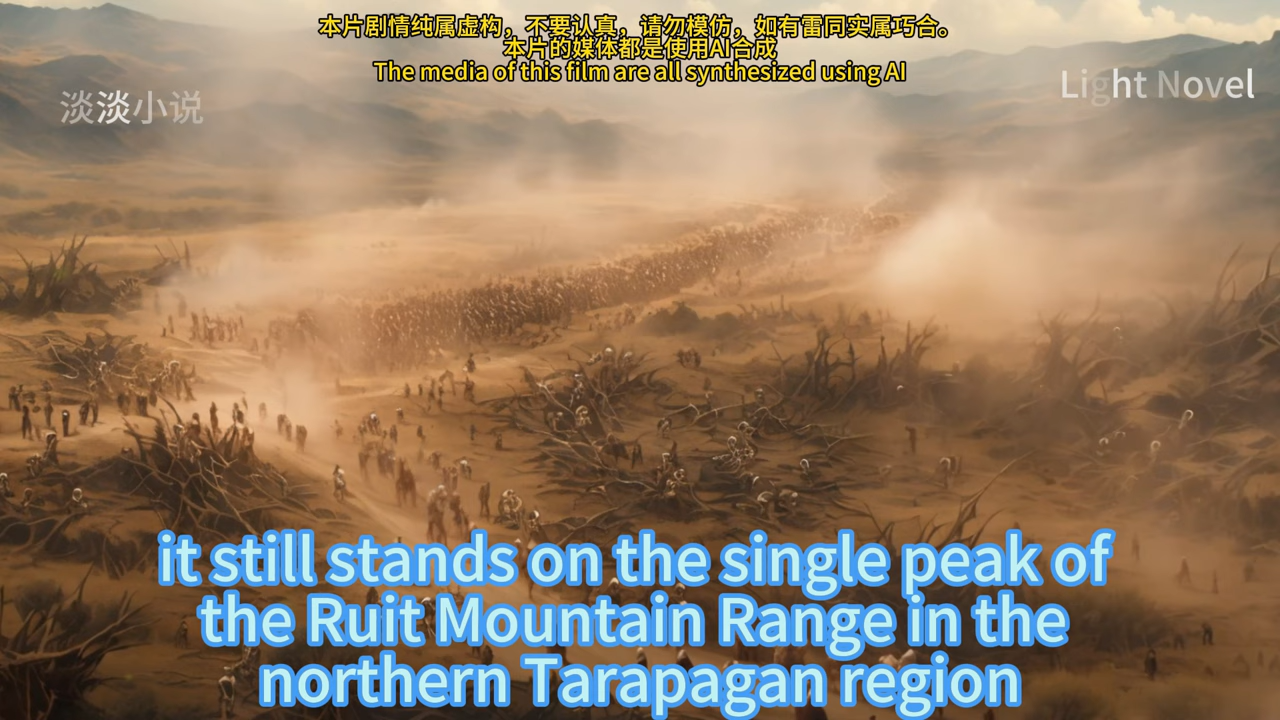 本片剧情纯属虚构，不要认真，请勿模仿，如有雷同实属巧合。
本片的媒体都是使用AI合成
The media of this film are all synthesized using AI
淡淡小说
Light Novel
it still stands on the single peak of
the Ruit Mountain Range in the
northern Tarapagan region